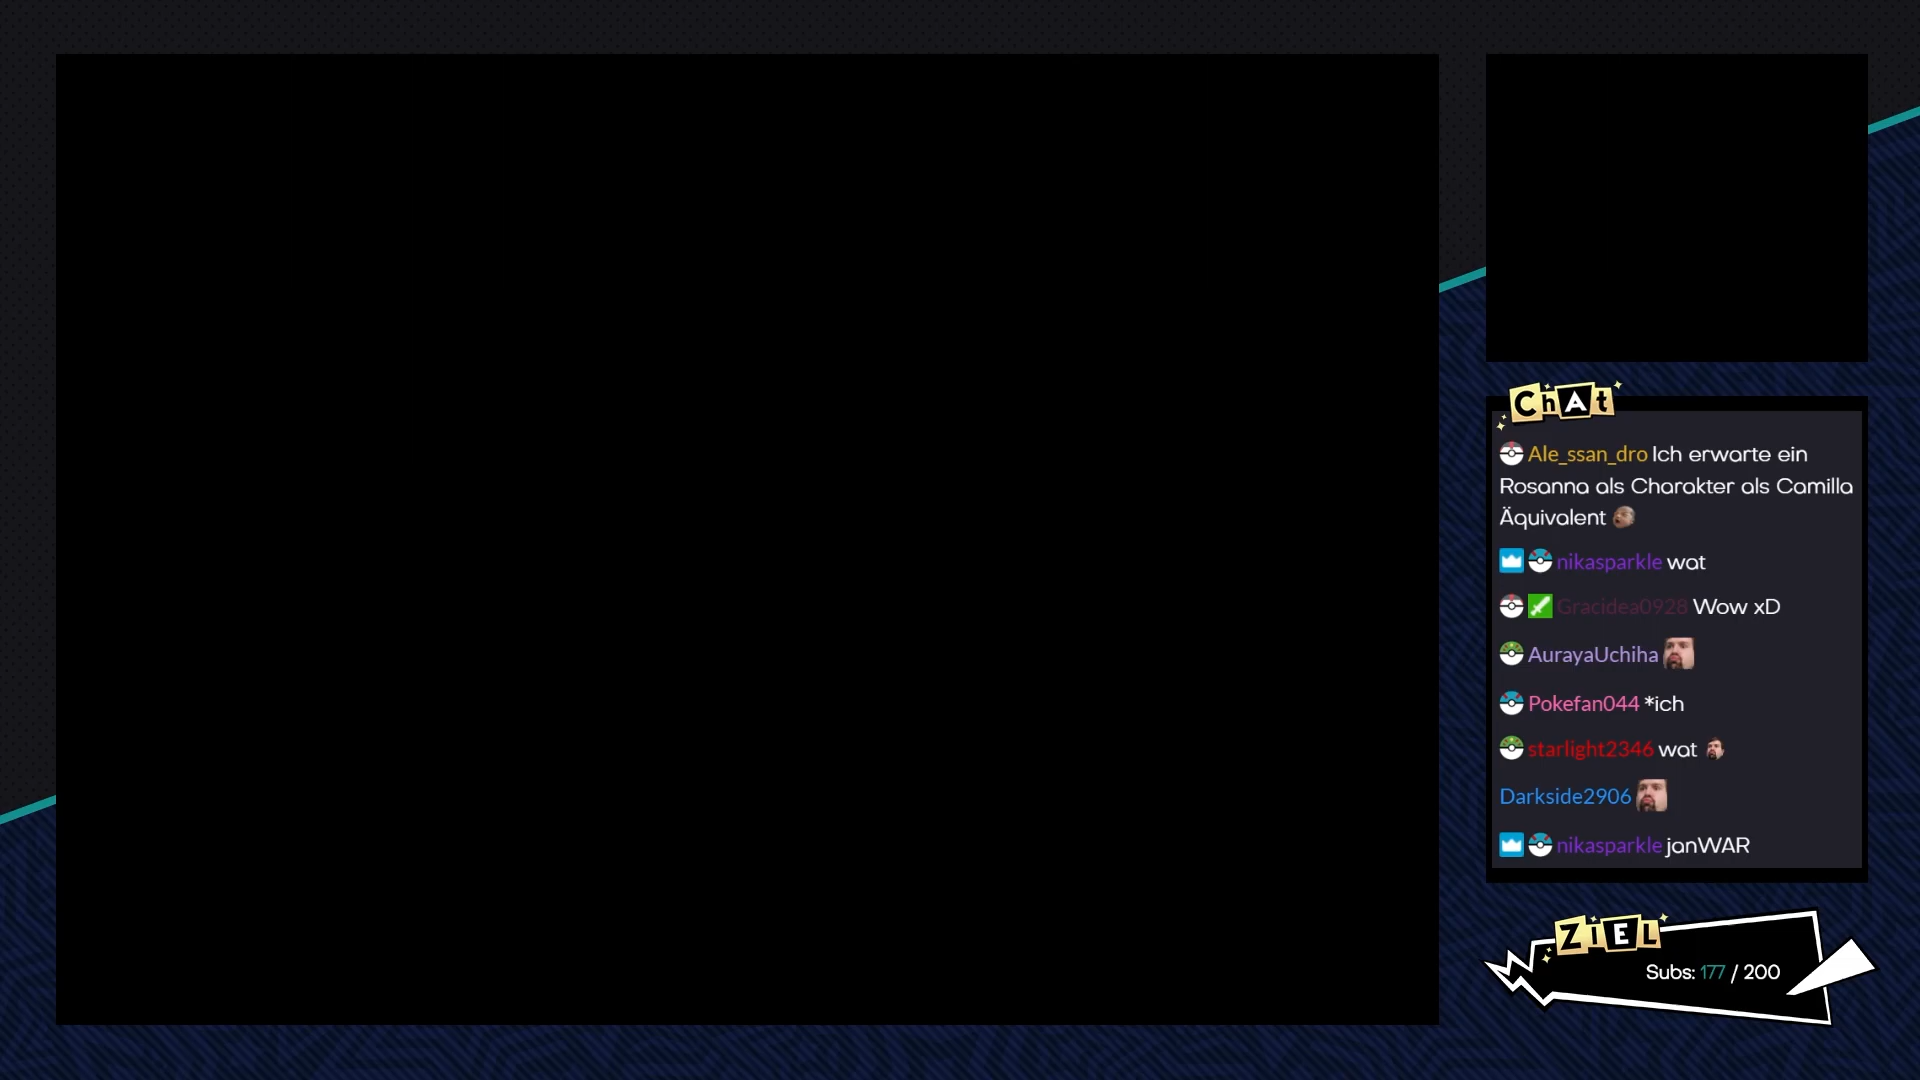 ChAt
Ale_ssan_dro Ich erwarte ein
Rosanna als Charakter als Camilla
Äquivalent
nikasparkle wat
Gracidea0928 Wow xD
AurayaUchiha
Pokefan044 *ich
starlight2346 wat
Darkside2906
nikasparkle janWAR
ZiEL
Subs: 177 / 200